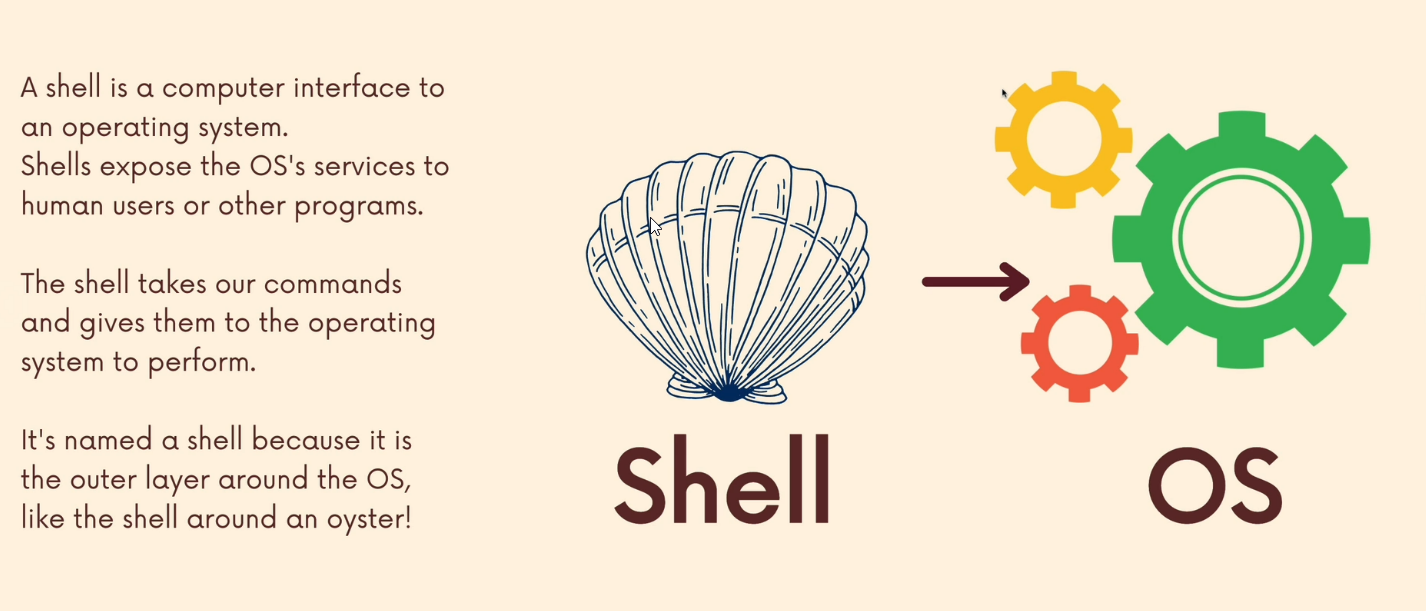 A shell is a computer interface to
an operating system.
Shells expose the OS's services to
human users or other programs.
The shell takes our commands
and gives them to the operating
system to perform.
It's named a shell because it is
the outer layer around the OS,
like the shell around an oyster!
Shell
OS